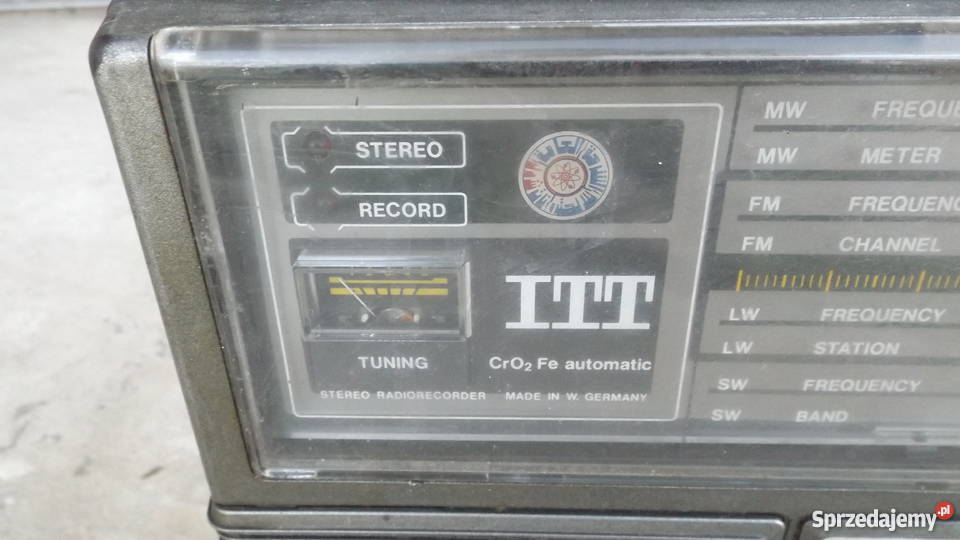 STEREO
RECORD
TUNING
ITT
CrO₂ Fe automatic
STEREO RADIORECORDER MADE IN W. GERMANY
MW FREQUE
MW METER
FM FREQUENC
FM CHANNEL
LW FREQUENCY
LW STATION
SW FREQUENCY
SW BAND
Sprzedajemy.pl